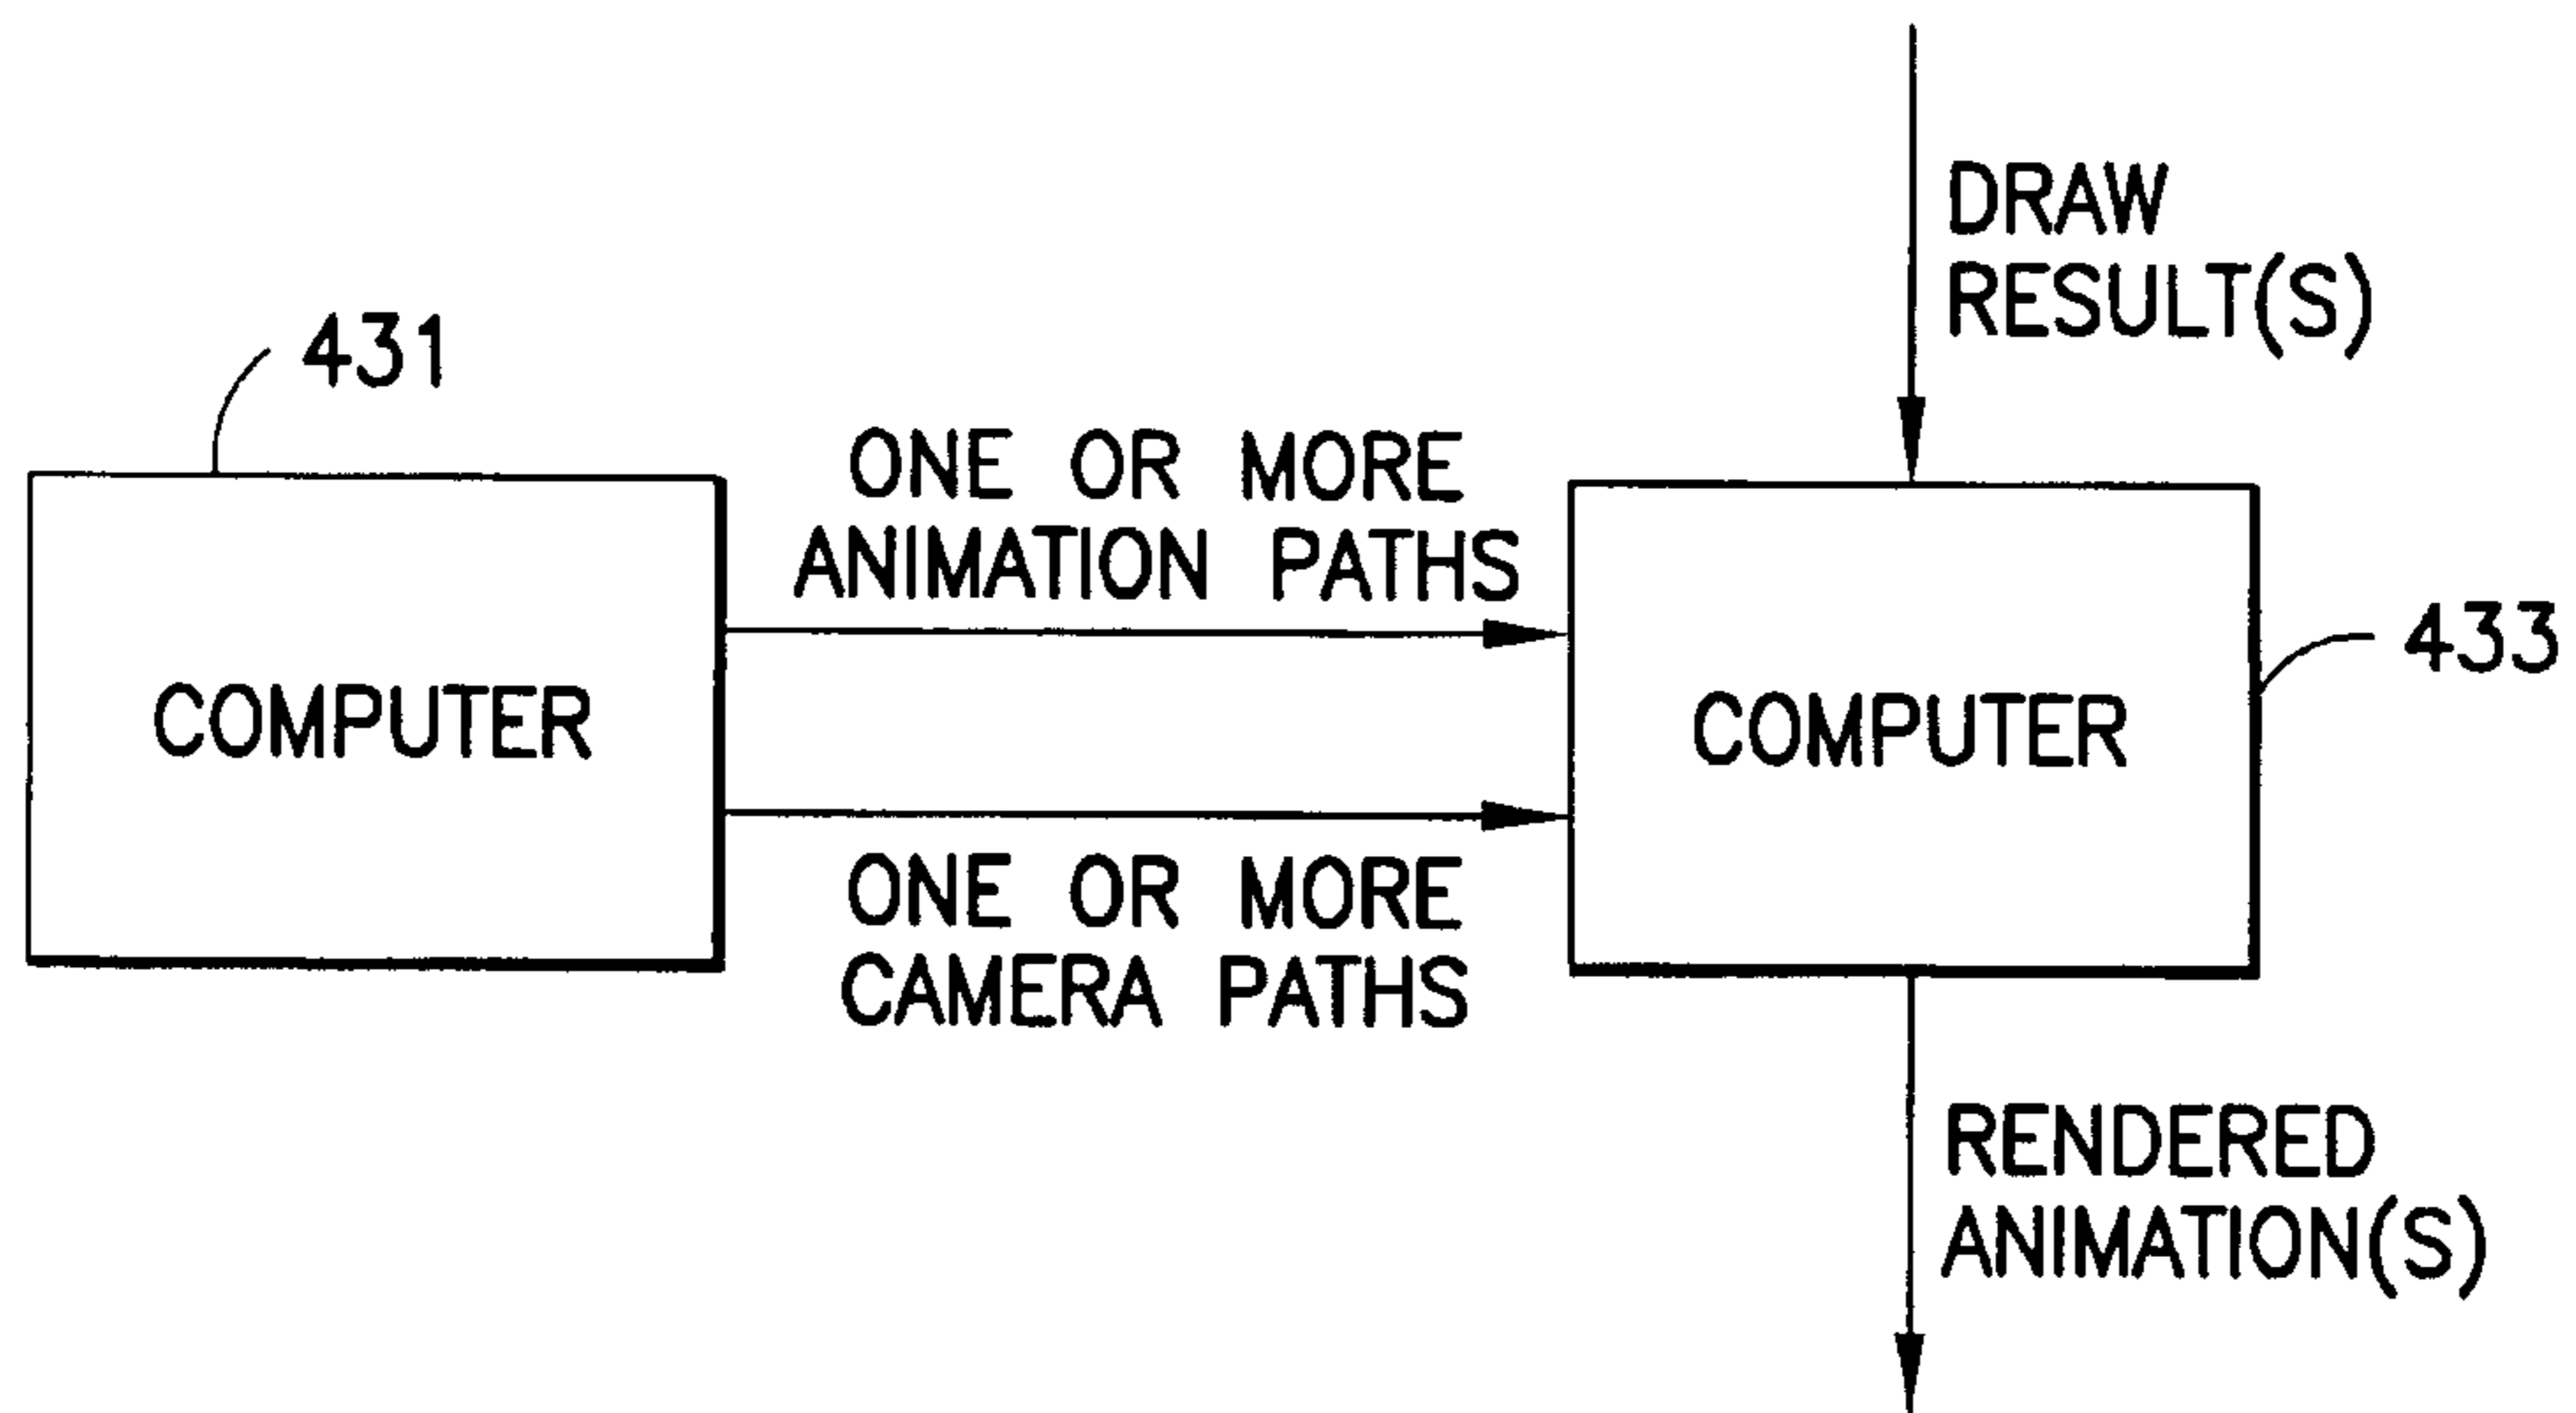 DRAW
RESULT(S)
431
ONE OR MORE
ANIMATION PATHS
433
COMPUTER
COMPUTER
ONE OR MORE
CAMERA PATHS
RENDERED
ANIMATION(S)